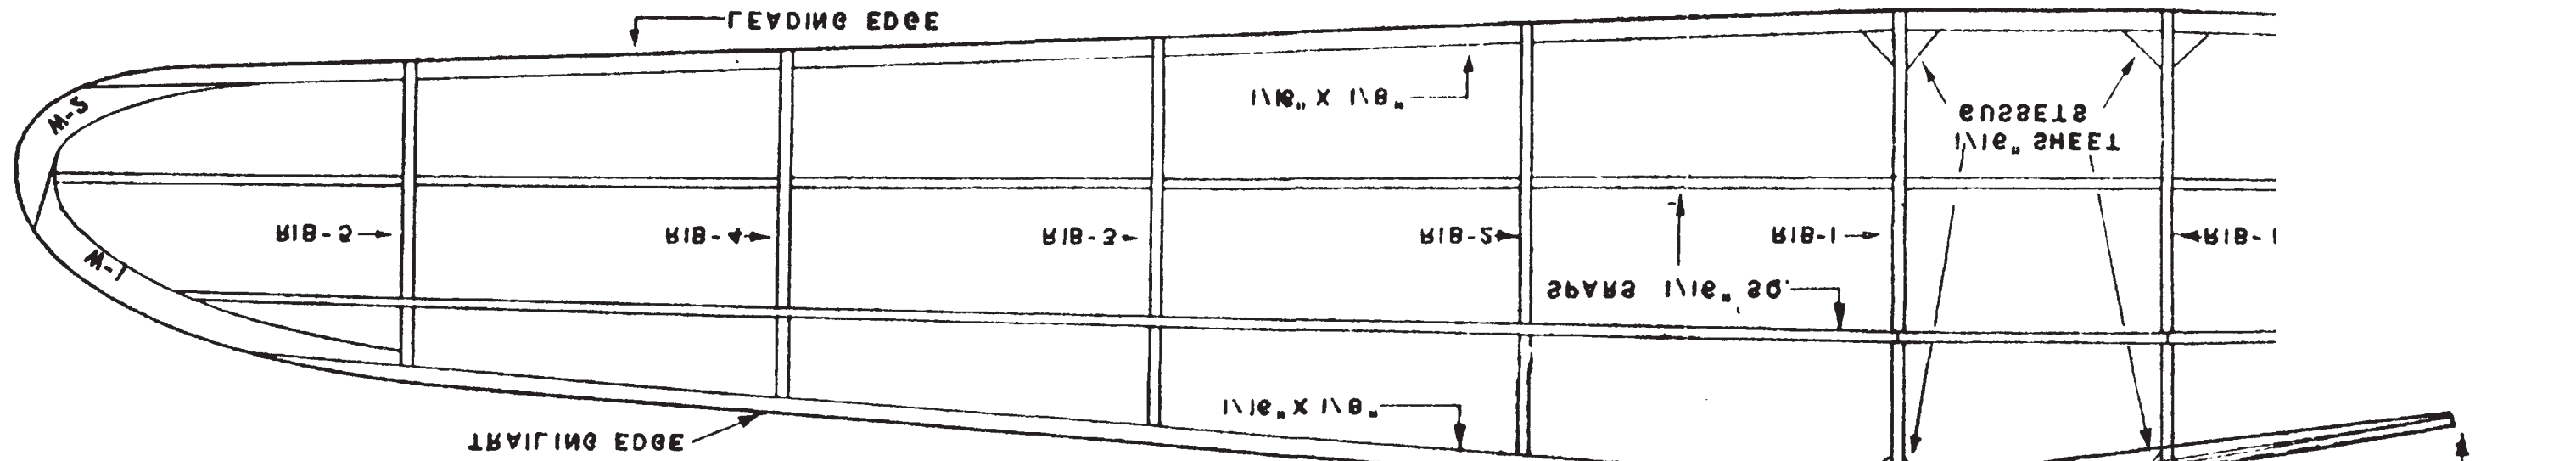 LEADING EDGE
W-2
1/16" X 1/8"
GUSSETS
1/16" SHEET
RIB-5
RIB-4
RIB-3
RIB-2
RIB-1
RIB-1
W-1
SPARS 1/16" SQ.
1/16" X 1/8"
TRAILING EDGE